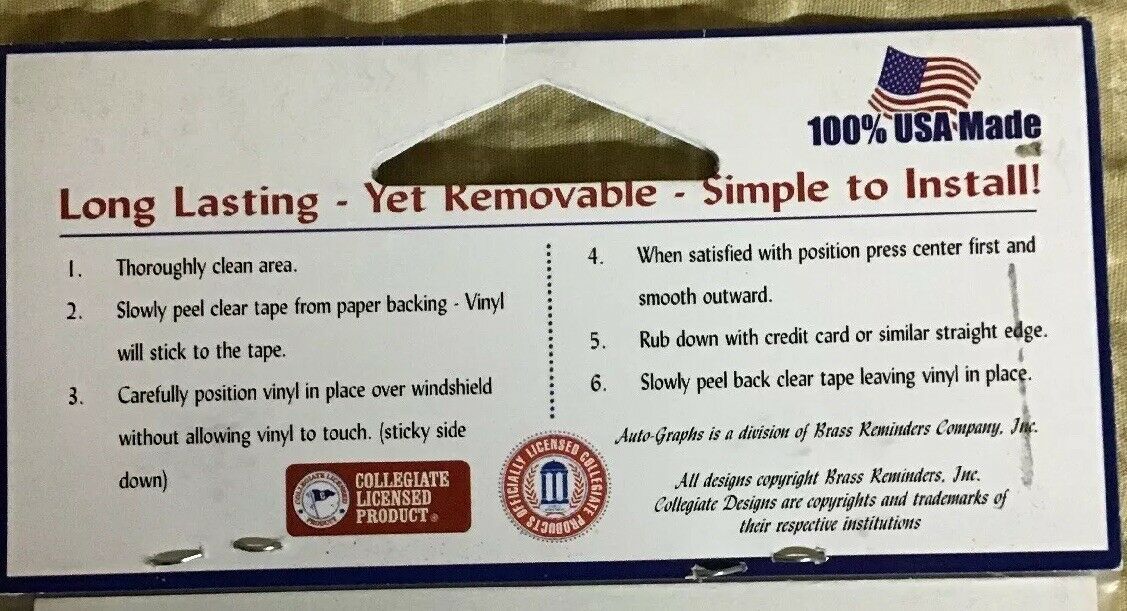 100% USA Made
Long Lasting - Yet Removable - Simple to Install!
1. Thoroughly clean area.
2. Slowly peel clear tape from paper backing - Vinyl
will stick to the tape.
3. Carefully position vinyl in place over windshield
without allowing vinyl to touch. (sticky side
down)
4. When satisfied with position press center first and
smooth outward.
5. Rub down with credit card or similar straight edge.
6. Slowly peel back clear tape leaving vinyl in place.
COLLEGIATE LICENSED
PRODUCT
COLLEGIATE
LICENSED
PRODUCT®
OFFICIALLY LICENSED COLLEGIATE PRODUCTS
Auto-Graphs is a division of Brass Reminders Company, Inc.
All designs copyright Brass Reminders, Inc.
Collegiate Designs are copyrights and trademarks of
their respective institutions